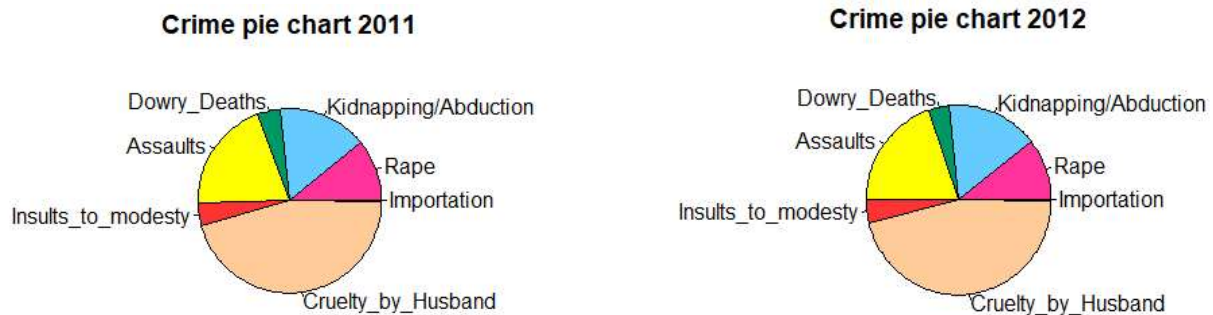 Crime pie chart 2011
Dowry_Deaths
Kidnapping/Abduction
Assaults
Rape
Importation
Insults_to_modesty
Cruelty_by_Husband
Crime pie chart 2012
Dowry_Deaths
Kidnapping/Abduction
Assaults
Rape
Importation
Insults_to_modesty
Cruelty_by_Husband